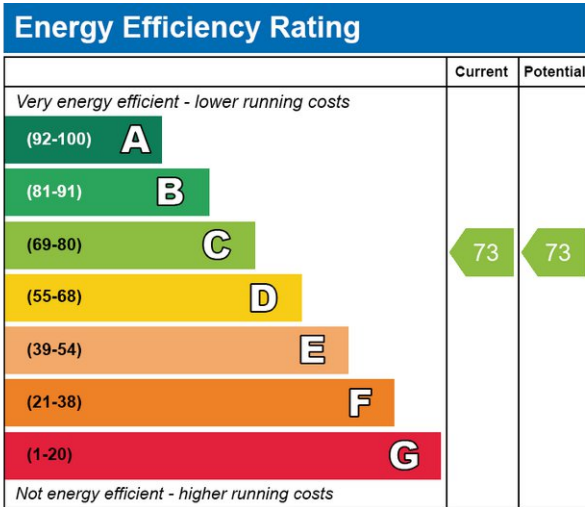 Energy Efficiency Rating
Current Potential
Very energy efficient - lower running costs
(92-100) A
(81-91) B
(69-80) C 73 73
(55-68) D
(39-54) E
(21-38) F
(1-20) G
Not energy efficient - higher running costs